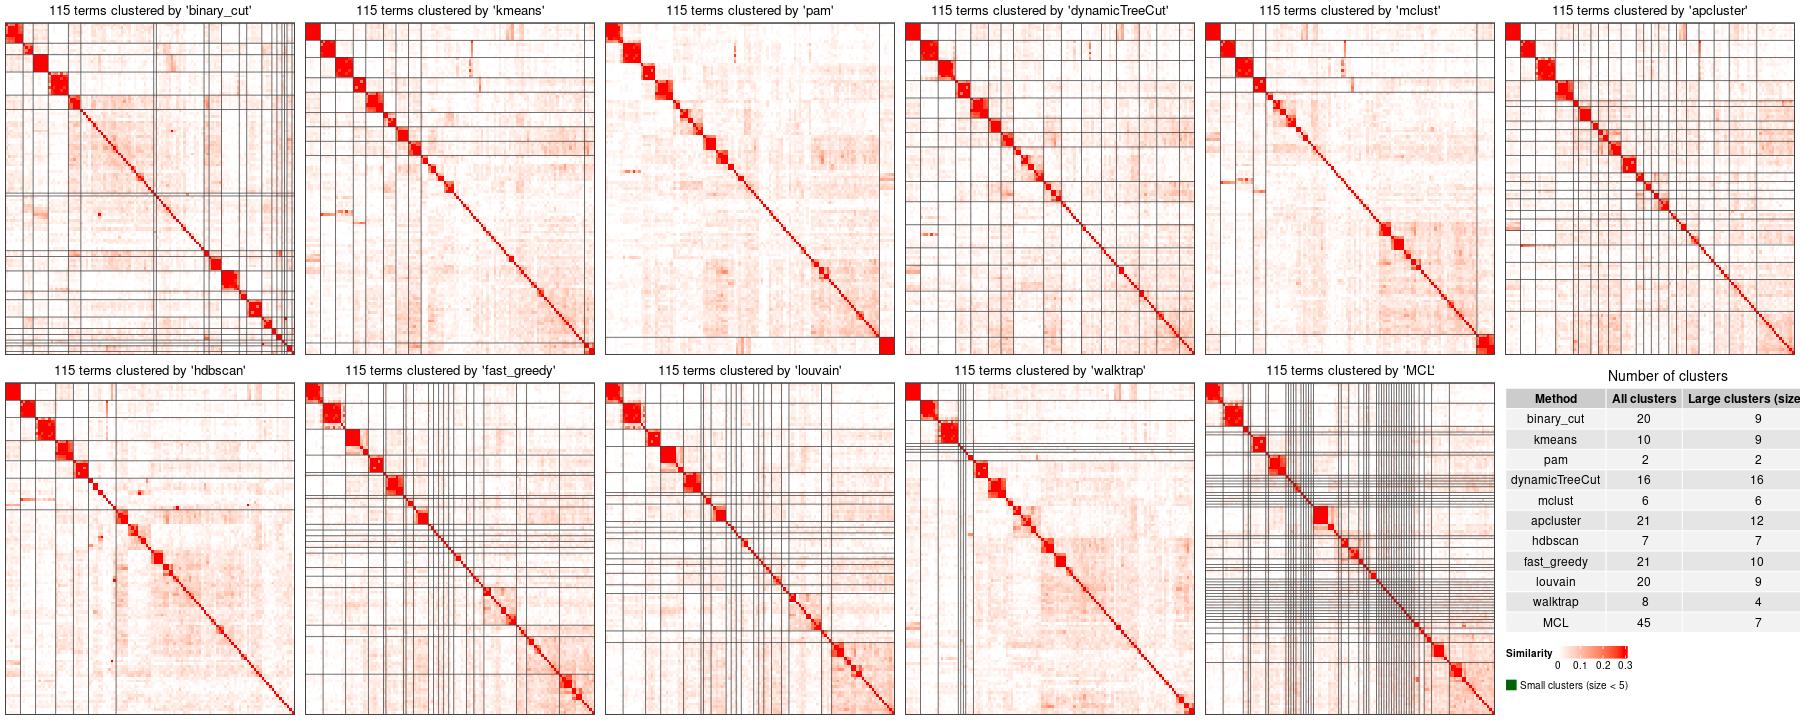 115 terms clustered by 'binary_cut'
115 terms clustered by 'kmeans'
115 terms clustered by 'pam'
115 terms clustered by 'dynamicTreeCut'
115 terms clustered by 'mclust'
115 terms clustered by 'apcluster'
115 terms clustered by 'hdbscan'
115 terms clustered by 'fast_greedy'
115 terms clustered by 'louvain'
115 terms clustered by 'walktrap'
115 terms clustered by 'MCL'
Number of clusters
Method All clusters Large clusters (size
binary_cut 20 9
kmeans 10 9
pam 2 2
dynamicTreeCut 16 16
mclust 6 6
apcluster 21 12
hdbscan 7 7
fast_greedy 21 10
louvain 20 9
walktrap 8 4
MCL 45 7
Similarity
0 0.1 0.2 0.3
Small clusters (size < 5)